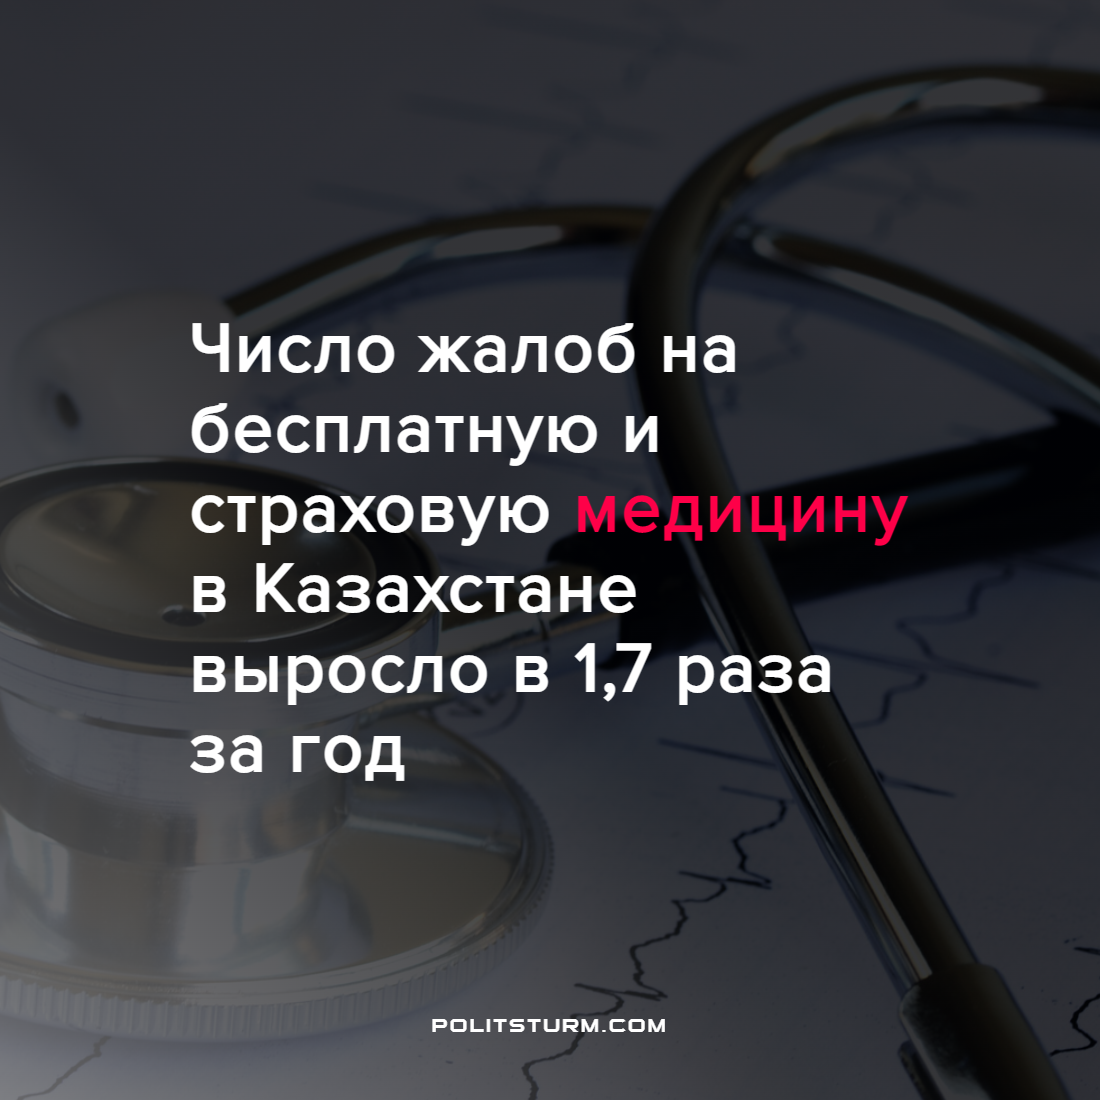 Число жалоб на
бесплатную и
страховую медицину
в Казахстане
выросло в 1,7 раза
за год
POLITSTURM.COM